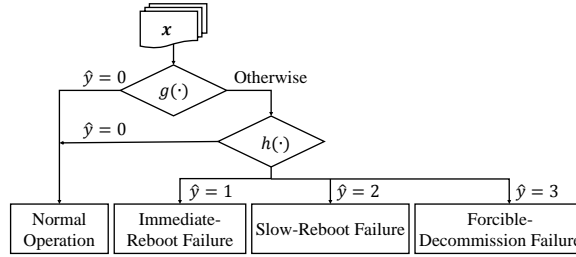 x
ŷ = 0
Otherwise
g(·)
ŷ = 0
h(·)
ŷ = 1
ŷ = 2
ŷ = 3
Normal
Operation
Immediate-
Reboot Failure
Slow-Reboot Failure
Forcible-
Decommission Failure